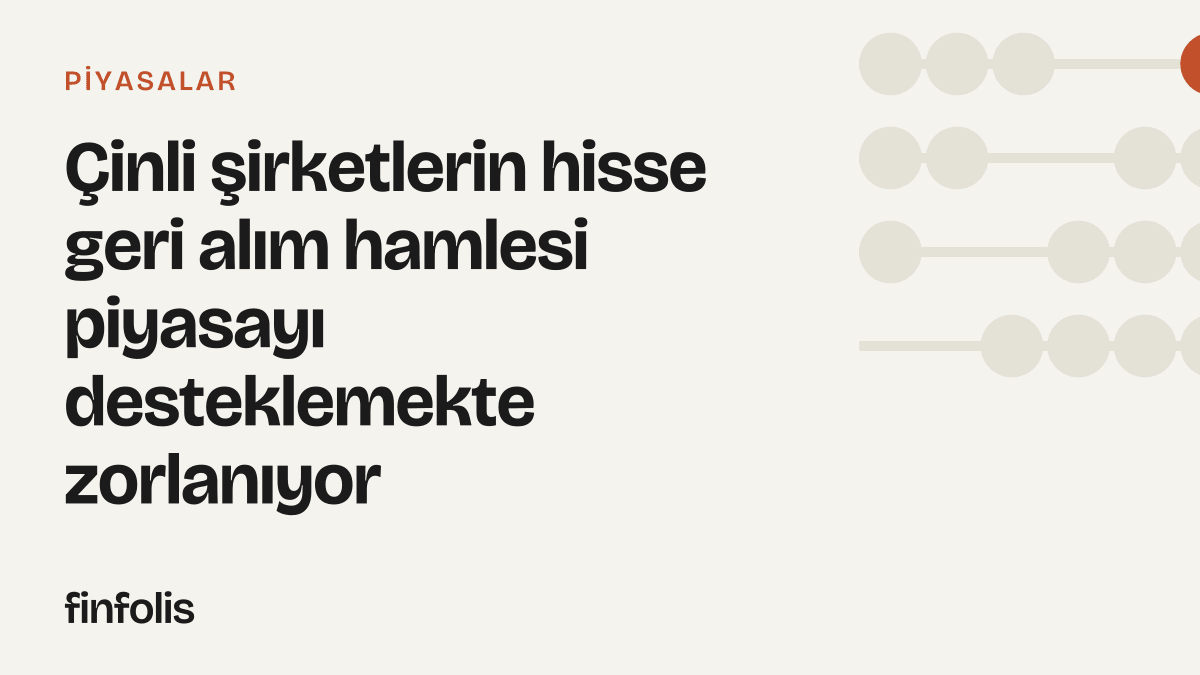 PİYASALAR
Çinli şirketlerin hisse
geri alım hamlesi
piyasayı
desteklemekte
zorlanıyor
finfolis